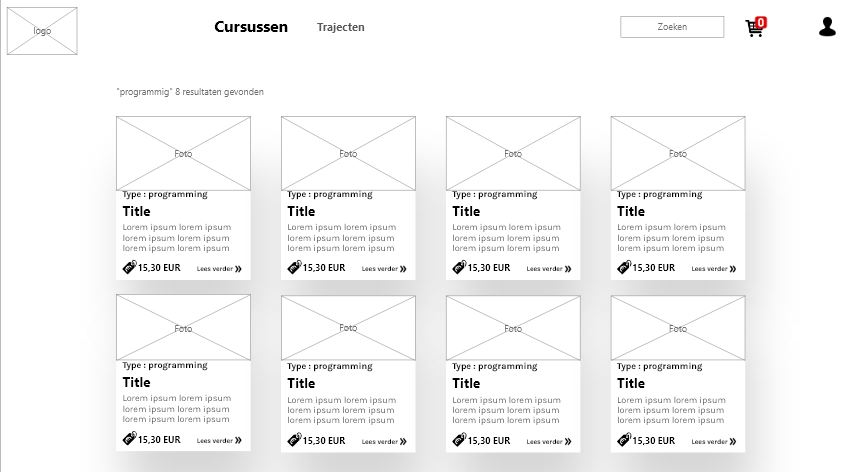 logo
Cursussen
Trajecten
Zoeken
0
"programmig" 8 resultaten gevonden
Foto
Type : programming
Title
Lorem ipsum lorem ipsum
lorem ipsum lorem ipsum
lorem ipsum lorem ipsum
15,30 EUR
Lees verder »
Foto
Type : programming
Title
Lorem ipsum lorem ipsum
lorem ipsum lorem ipsum
lorem ipsum lorem ipsum
15,30 EUR
Lees verder »
Foto
Type : programming
Title
Lorem ipsum lorem ipsum
lorem ipsum lorem ipsum
lorem ipsum lorem ipsum
15,30 EUR
Lees verder »
Foto
Type : programming
Title
Lorem ipsum lorem ipsum
lorem ipsum lorem ipsum
lorem ipsum lorem ipsum
15,30 EUR
Lees verder »
Foto
Type : programming
Title
Lorem ipsum lorem ipsum
lorem ipsum lorem ipsum
lorem ipsum lorem ipsum
15,30 EUR
Lees verder »
Foto
Type : programming
Title
Lorem ipsum lorem ipsum
lorem ipsum lorem ipsum
lorem ipsum lorem ipsum
15,30 EUR
Lees verder »
Foto
Type : programming
Title
Lorem ipsum lorem ipsum
lorem ipsum lorem ipsum
lorem ipsum lorem ipsum
15,30 EUR
Lees verder »
Foto
Type : programming
Title
Lorem ipsum lorem ipsum
lorem ipsum lorem ipsum
lorem ipsum lorem ipsum
15,30 EUR
Lees verder »